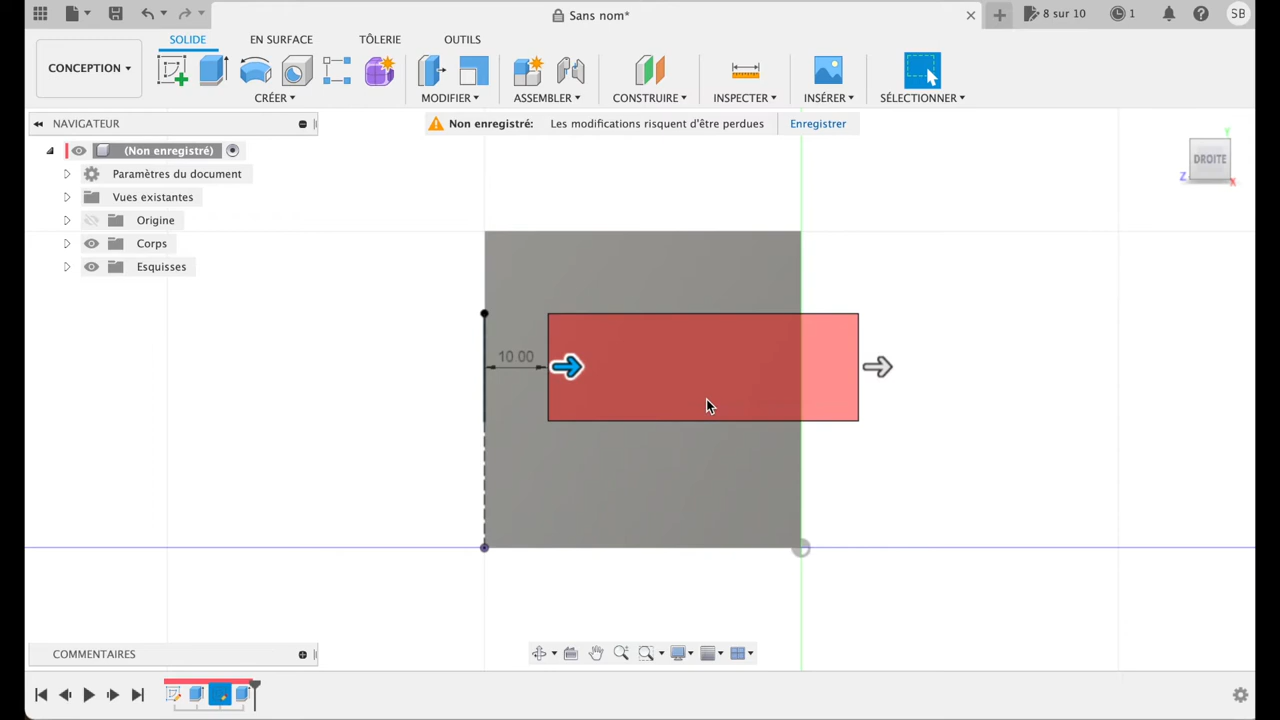 Sans nom*
8 sur 10
1
SB
CONCEPTION
SOLIDE
EN SURFACE
TÔLERIE
OUTILS
CRÉER
MODIFIER
ASSEMBLER
CONSTRUIRE
INSPECTER
INSÉRER
SÉLECTIONNER
NAVIGATEUR
Non enregistré:
Les modifications risquent d'être perdues
Enregistrer
(Non enregistré)
Paramètres du document
Vues existantes
Origine
Corps
Esquisses
Y
DROITE
Z
X
10.00
COMMENTAIRES